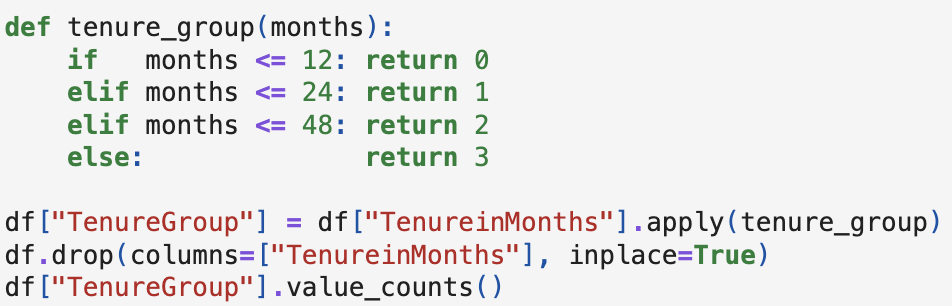 def tenure_group(months):
    if   months <= 12: return 0
    elif months <= 24: return 1
    elif months <= 48: return 2
    else:              return 3

df["TenureGroup"] = df["TenureinMonths"].apply(tenure_group)
df.drop(columns=["TenureinMonths"], inplace=True)
df["TenureGroup"].value_counts()